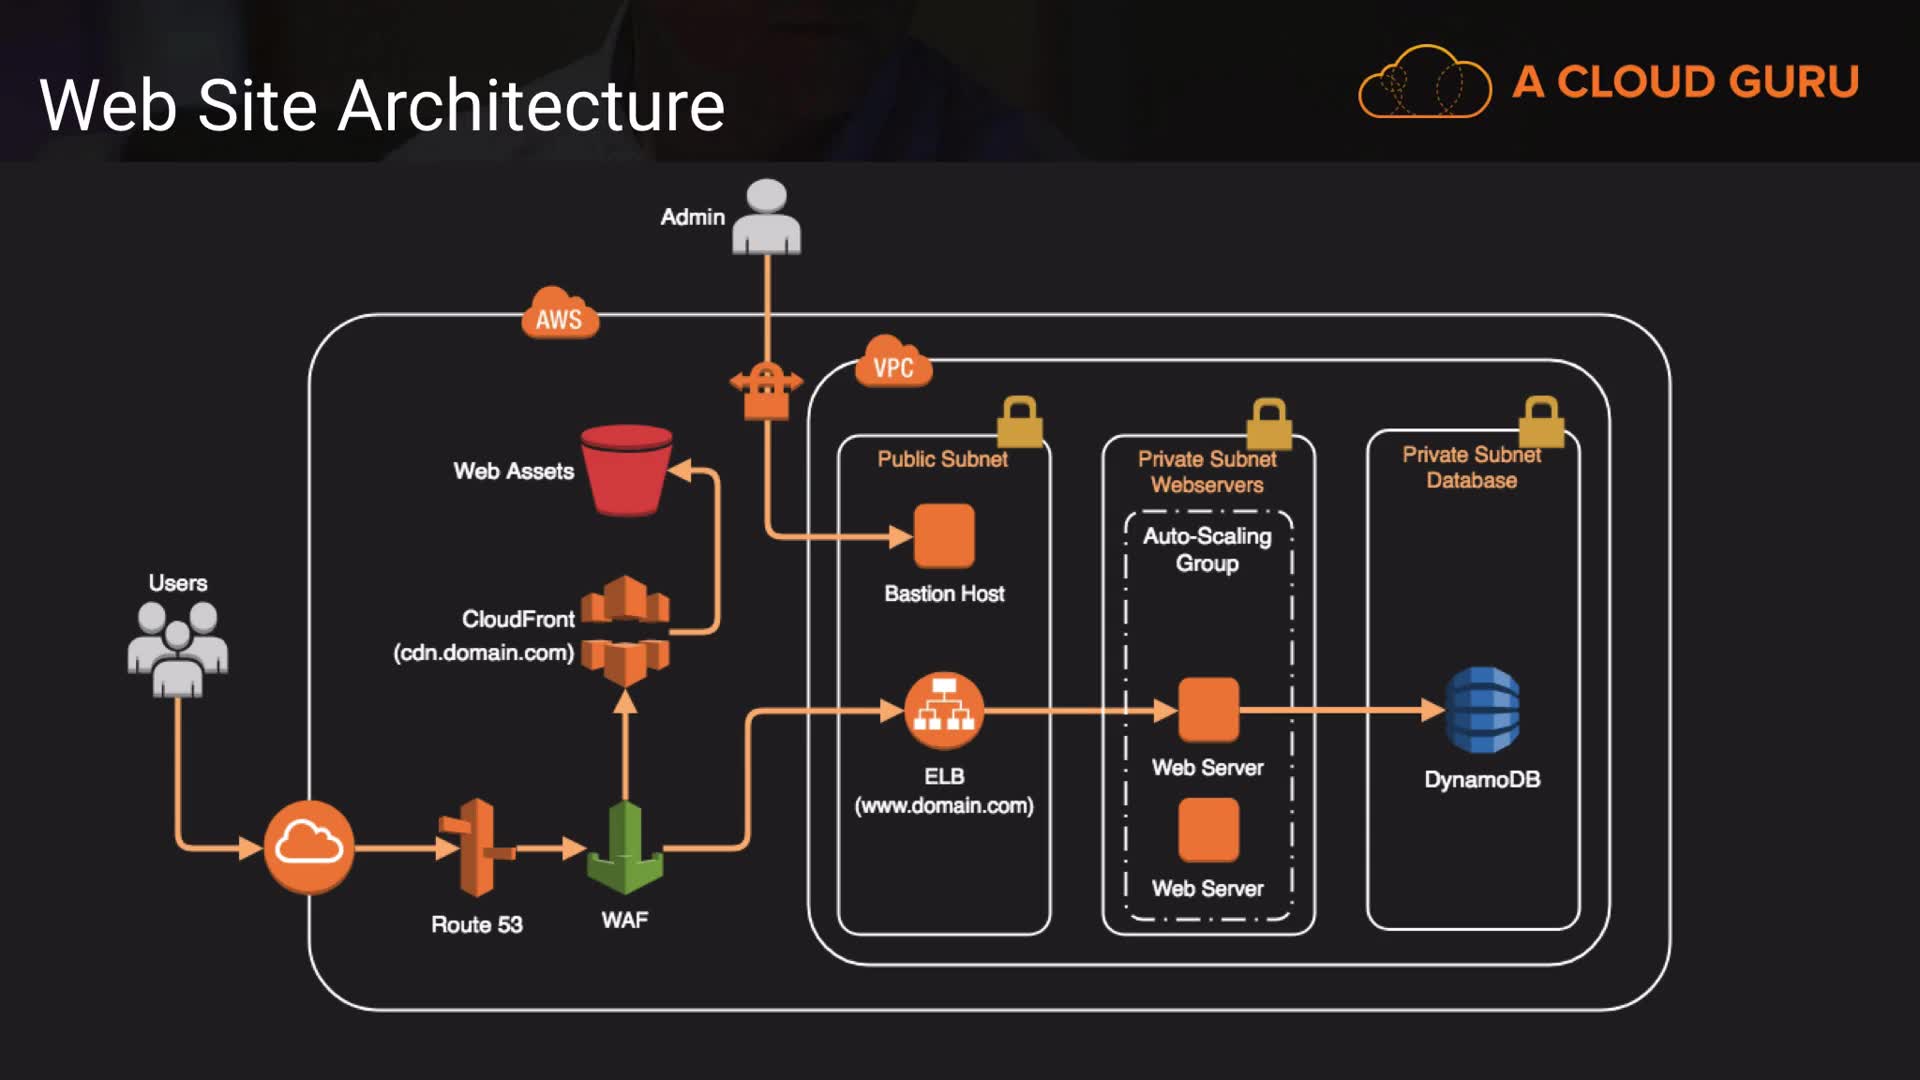 Web Site Architecture
A CLOUD GURU
Admin
AWS
VPC
Web Assets
Users
CloudFront
(cdn.domain.com)
Route 53
WAF
Public Subnet
Bastion Host
ELB
(www.domain.com)
Private Subnet
Webservers
Auto-Scaling
Group
Web Server
Web Server
Private Subnet
Database
DynamoDB